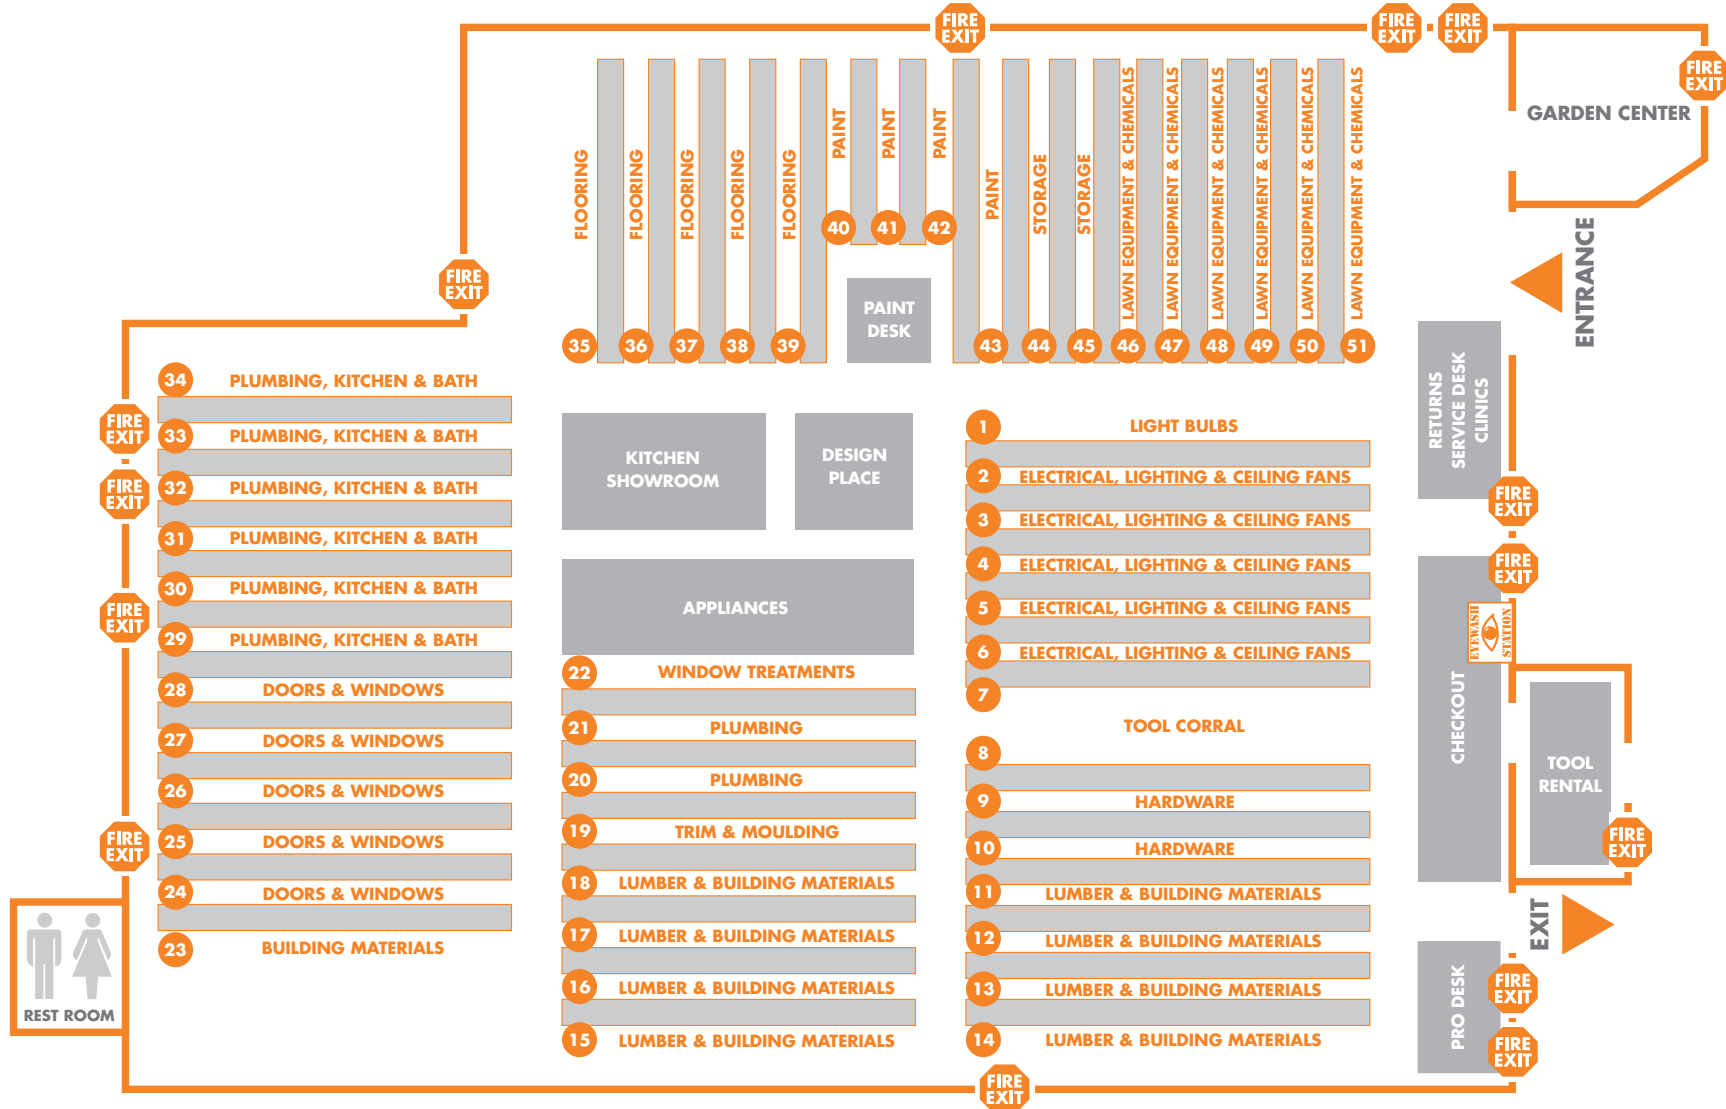 FIRE
EXIT
FIRE
EXIT
FIRE
EXIT
FIRE
EXIT
GARDEN CENTER
ENTRANCE
FIRE
EXIT
FLOORING
FLOORING
FLOORING
FLOORING
FLOORING
PAINT
PAINT
PAINT
PAINT
STORAGE
STORAGE
LAWN EQUIPMENT & CHEMICALS
LAWN EQUIPMENT & CHEMICALS
LAWN EQUIPMENT & CHEMICALS
LAWN EQUIPMENT & CHEMICALS
LAWN EQUIPMENT & CHEMICALS
LAWN EQUIPMENT & CHEMICALS
40
41
42
35
36
37
38
39
43
44
45
46
47
48
49
50
51
PAINT
DESK
34 PLUMBING, KITCHEN & BATH
33 PLUMBING, KITCHEN & BATH
32 PLUMBING, KITCHEN & BATH
31 PLUMBING, KITCHEN & BATH
30 PLUMBING, KITCHEN & BATH
29 PLUMBING, KITCHEN & BATH
28 DOORS & WINDOWS
27 DOORS & WINDOWS
26 DOORS & WINDOWS
25 DOORS & WINDOWS
24 DOORS & WINDOWS
23 BUILDING MATERIALS
FIRE
EXIT
FIRE
EXIT
FIRE
EXIT
FIRE
EXIT
REST ROOM
KITCHEN
SHOWROOM
DESIGN
PLACE
APPLIANCES
22 WINDOW TREATMENTS
21 PLUMBING
20 PLUMBING
19 TRIM & MOULDING
18 LUMBER & BUILDING MATERIALS
17 LUMBER & BUILDING MATERIALS
16 LUMBER & BUILDING MATERIALS
15 LUMBER & BUILDING MATERIALS
1 LIGHT BULBS
2 ELECTRICAL, LIGHTING & CEILING FANS
3 ELECTRICAL, LIGHTING & CEILING FANS
4 ELECTRICAL, LIGHTING & CEILING FANS
5 ELECTRICAL, LIGHTING & CEILING FANS
6 ELECTRICAL, LIGHTING & CEILING FANS
7
TOOL CORRAL
8
9 HARDWARE
10 HARDWARE
11 LUMBER & BUILDING MATERIALS
12 LUMBER & BUILDING MATERIALS
13 LUMBER & BUILDING MATERIALS
14 LUMBER & BUILDING MATERIALS
RETURNS
SERVICE DESK
CLINICS
FIRE
EXIT
FIRE
EXIT
EYEWASH
STATION
CHECKOUT
TOOL
RENTAL
FIRE
EXIT
EXIT
PRO DESK
FIRE
EXIT
FIRE
EXIT
FIRE
EXIT